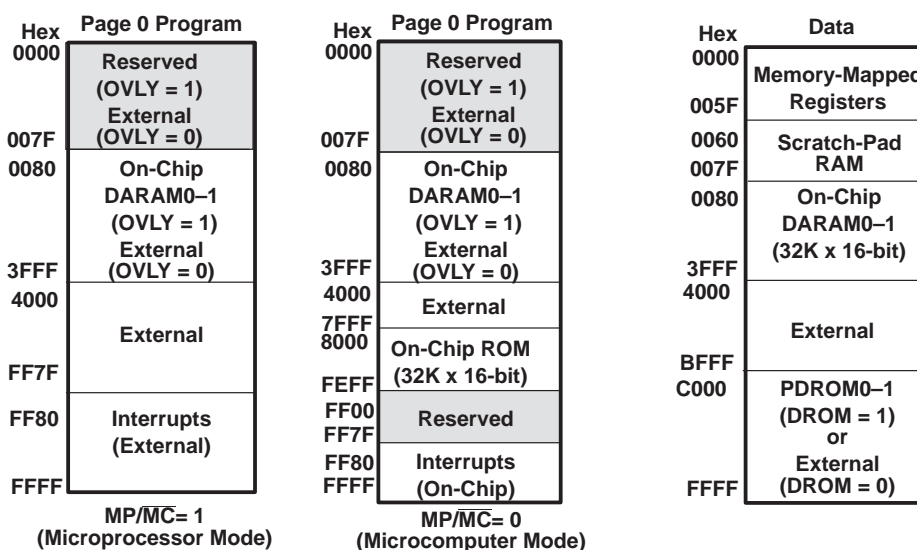 Hex
Page 0 Program
0000
Reserved
(OVLY = 1)
External
(OVLY = 0)
007F
0080
On-Chip
DARAM0–1
(OVLY = 1)
External
(OVLY = 0)
3FFF
4000
External
FF7F
FF80
Interrupts
(External)
FFFF
MP/MC= 1
(Microprocessor Mode)
Hex
Page 0 Program
0000
Reserved
(OVLY = 1)
External
(OVLY = 0)
007F
0080
On-Chip
DARAM0–1
(OVLY = 1)
External
(OVLY = 0)
3FFF
4000
External
7FFF
8000
On-Chip ROM
(32K x 16-bit)
FEFF
FF00
Reserved
FF7F
FF80
Interrupts
(On-Chip)
FFFF
MP/MC= 0
(Microcomputer Mode)
Hex
Data
0000
Memory-Mapped
Registers
005F
0060
Scratch-Pad
RAM
007F
0080
On-Chip
DARAM0–1
(32K x 16-bit)
3FFF
4000
External
BFFF
C000
PDROM0–1
(DROM = 1)
or
External
(DROM = 0)
FFFF